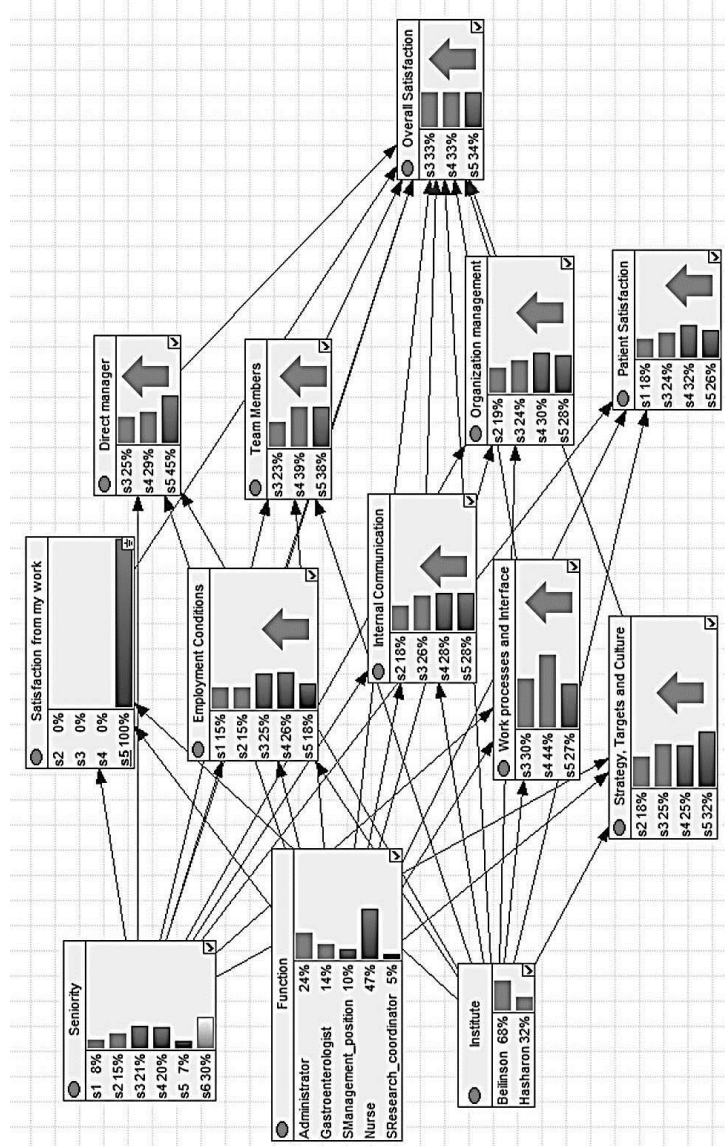 Seniority
s1 8%
s2 15%
s3 21%
s4 20%
s5 7%
s6 30%
Function
Administrator 24%
Gastroenterologist 14%
SManagement_position 10%
Nurse 47%
SResearch_coordinator 5%
Institute
Beilinson 68%
Hasharon 32%
Satisfaction from my work
s2 0%
s3 0%
s4 0%
s5 100%
Employment Conditions
s1 15%
s2 15%
s3 25%
s4 26%
s5 18%
Internal Communication
s2 18%
s3 26%
s4 28%
s5 28%
Work processes and Interface
s3 30%
s4 44%
s5 27%
Strategy, Targets and Culture
s2 18%
s3 25%
s4 25%
s5 32%
Direct manager
s3 25%
s4 29%
s5 45%
Team Members
s3 23%
s4 39%
s5 38%
Organization management
s2 19%
s3 24%
s4 30%
s5 28%
Patient Satisfaction
s1 18%
s3 24%
s4 32%
s5 26%
Overall Satisfaction
s3 33%
s4 33%
s5 34%